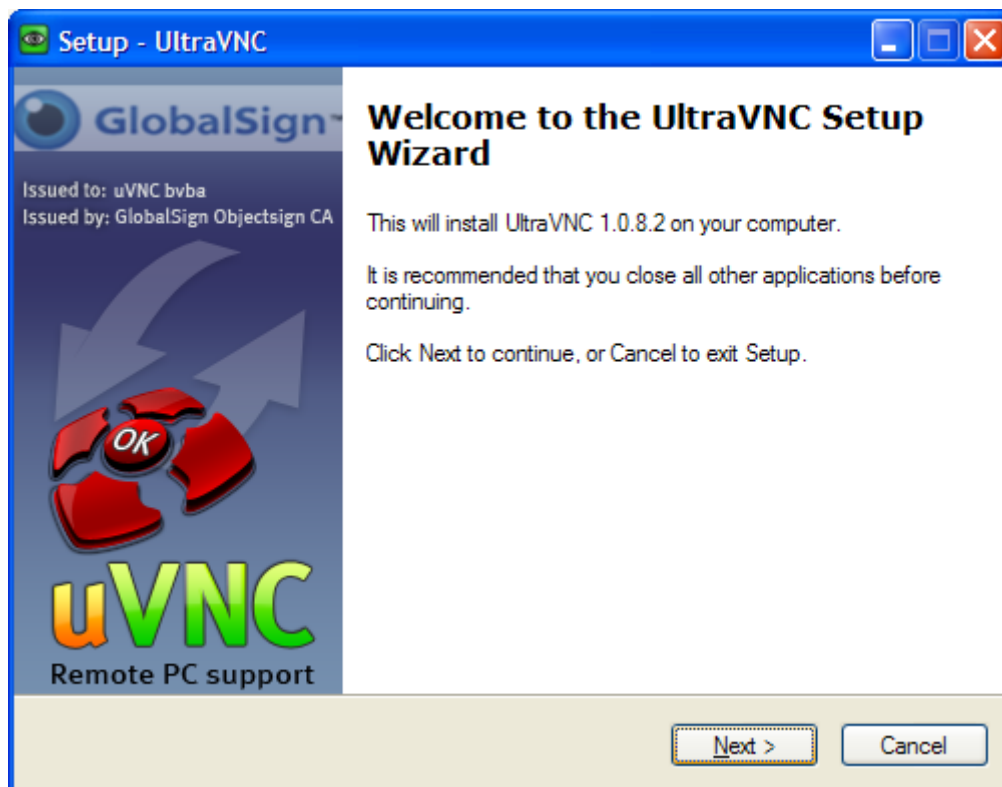 Setup - UltraVNC
GlobalSign
Issued to: uVNC bvba
Issued by: GlobalSign Objectsign CA
OK
uVNC
Remote PC support
Welcome to the UltraVNC Setup
Wizard
This will install UltraVNC 1.0.8.2 on your computer.
It is recommended that you close all other applications before
continuing.
Click Next to continue, or Cancel to exit Setup.
Next >
Cancel